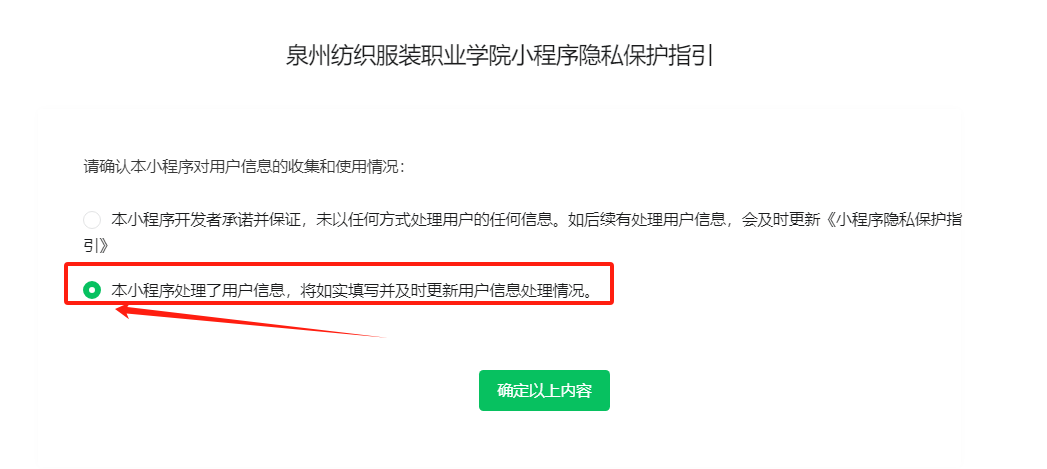 泉州纺织服装职业学院小程序隐私保护指引
请确认本小程序对用户信息的收集和使用情况：
本小程序开发者承诺并保证，未以任何方式处理用户的任何信息。如后续有处理用户信息，会及时更新《小程序隐私保护指
引》
本小程序处理了用户信息，将如实填写并及时更新用户信息处理情况。
确定以上内容